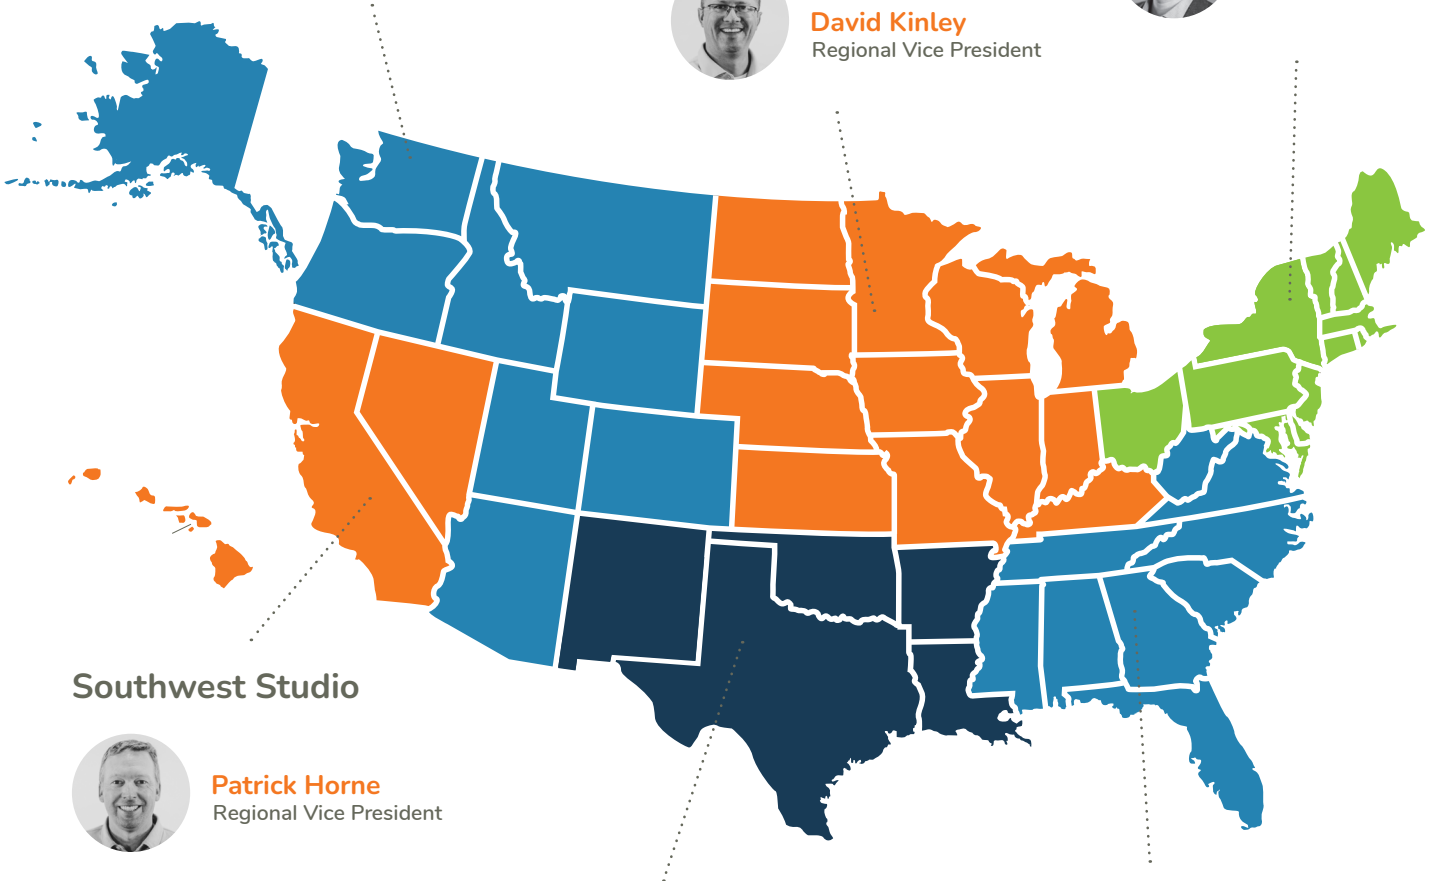 David Kinley
Regional Vice President
Southwest Studio
Patrick Horne
Regional Vice President